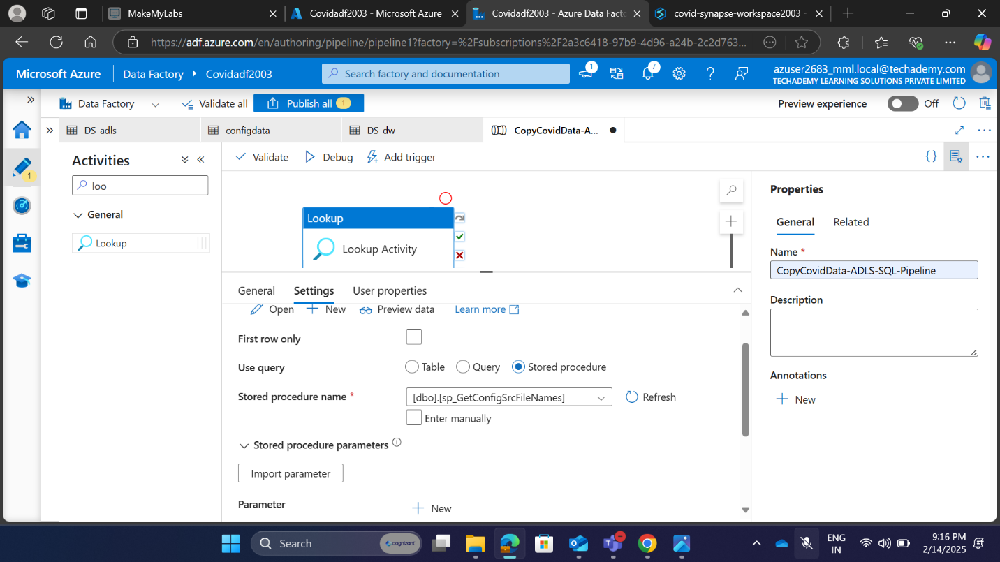 MakeMyLabs
Covidadf2003 - Microsoft Azure
Covidadf2003 - Azure Data Facto
covid-synapse-workspace2003 -
https://adf.azure.com/en/authoring/pipeline/pipeline1?factory=%2Fsubscriptions%2F2a3c6418-97b9-4d96-a24b-2c2d763...
Microsoft Azure
Data Factory
Covidadf2003
Search factory and documentation
1
7
azuser2683_mml.local@techademy.com
TECHADEMY LEARNING SOLUTIONS PRIVATE LIMITED
Data Factory
Validate all
Publish all 1
Preview experience
Off
DS_adls
configdata
DS_dw
CopyCovidData-A...
1
Activities
loo
General
Lookup
Validate
Debug
Add trigger
Lookup
Lookup Activity
General
Settings
User properties
Open
New
Preview data
Learn more
First row only
Use query
Table
Query
Stored procedure
Stored procedure name *
[dbo].[sp_GetConfigSrcFileNames]
Refresh
Enter manually
Stored procedure parameters
Import parameter
Parameter
New
Properties
General
Related
Name *
CopyCovidData-ADLS-SQL-Pipeline
Description
Annotations
New
Search
cognizant
ENG
IN
9:16 PM
2/14/2025